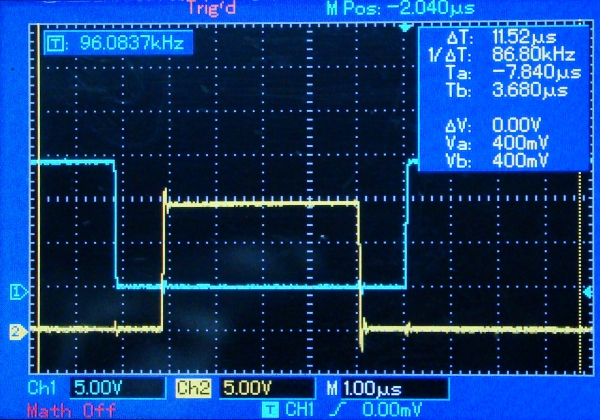 Trig'd M Pos: -2.040µs
T: 96.0837kHz
ΔT: 11.52µs
1/ΔT: 86.80kHz
Ta: -7.840µs
Tb: 3.680µs
ΔV: 0.00V
Va: 400mV
Vb: 400mV
1
2
Ch1 5.00V Ch2 5.00V M 1.00µs
Math Off T CH1 0.00mV